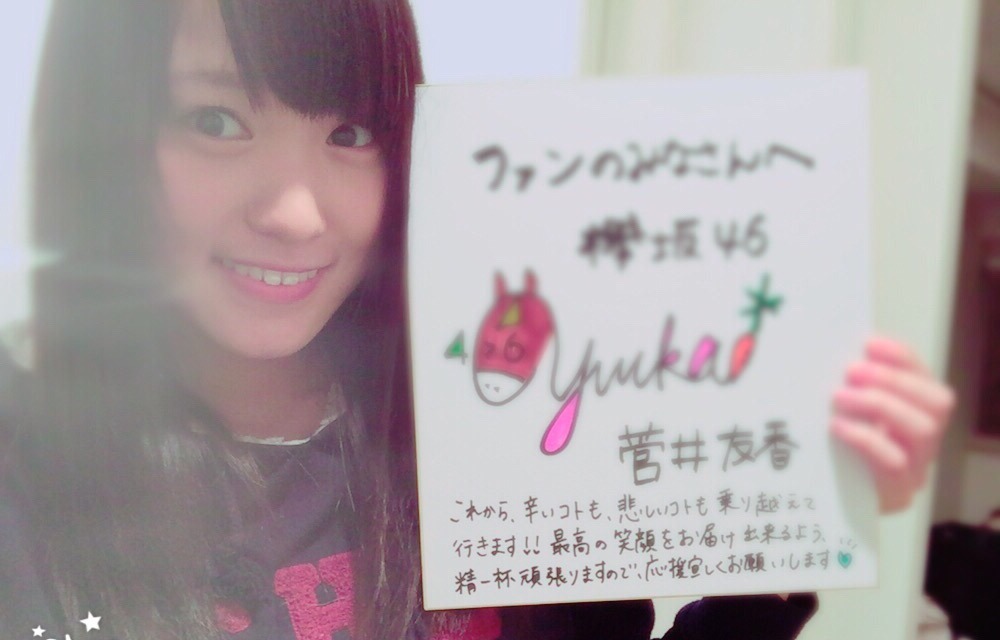 ファンのみなさんへ
欅坂46
yuuka
菅井友香
これから、辛いコトも、悲しいコトも乗り越えて
行きます!! 最高の笑顔をお届け出来るよう、
精一杯頑張りますので、応援宜しくお願いします
H